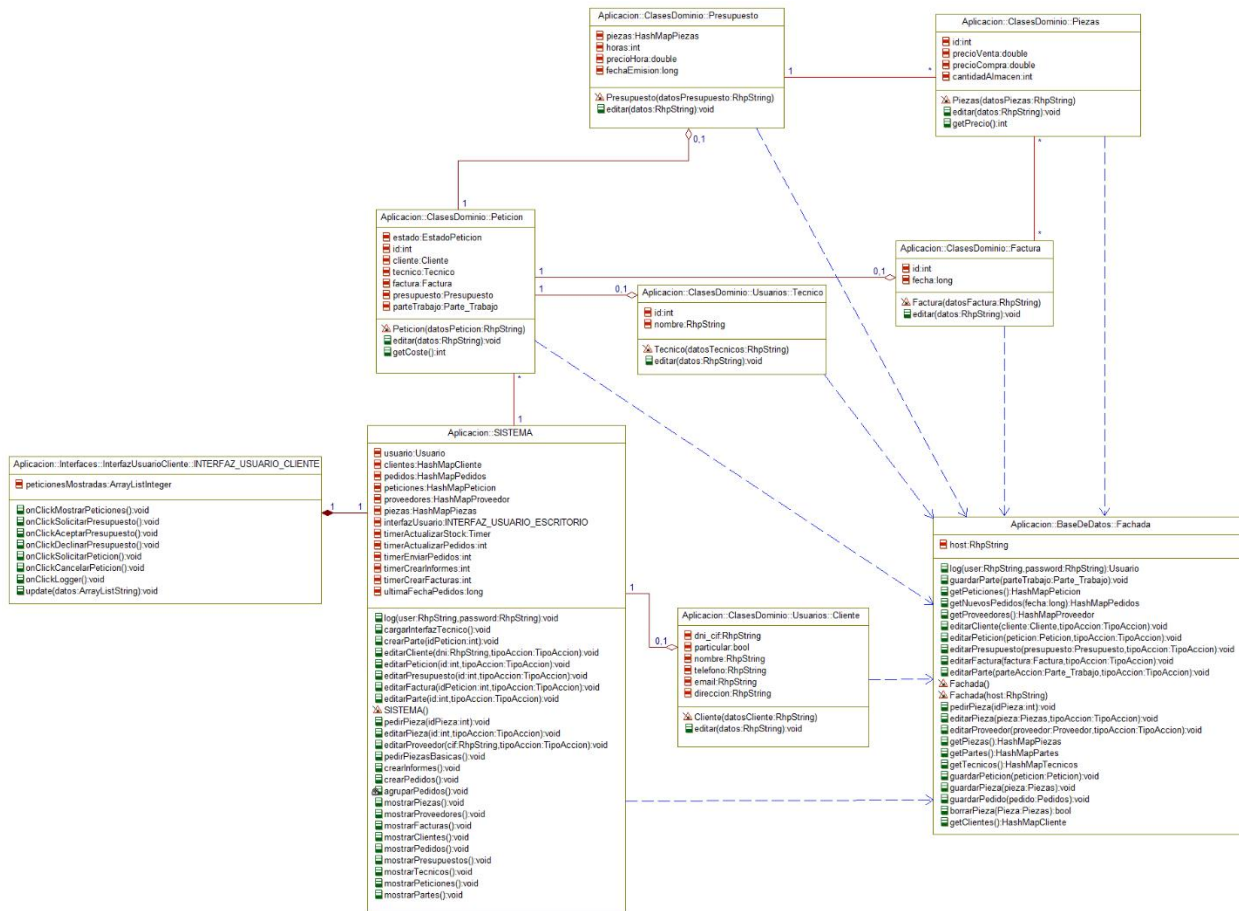 Aplicacion::ClasesDominio::Presupuesto
piezas:HashMapPiezas
horas:int
precioHora:double
fechaEmision:long
Presupuesto(datosPresupuesto:RhpString)
editar(datos:RhpString):void
Aplicacion::ClasesDominio::Piezas
id:int
precioVenta:double
precioCompra:double
cantidadAlmacen:int
Piezas(datosPiezas:RhpString)
editar(datos:RhpString):void
getPrecio():int
1
*
0,1
1
*
*
Aplicacion::ClasesDominio::Peticion
estado:EstadoPeticion
id:int
cliente:Cliente
tecnico:Tecnico
factura:Factura
presupuesto:Presupuesto
parteTrabajo:Parte_Trabajo
Peticion(datosPeticion:RhpString)
editar(datos:RhpString):void
getCoste():int
1
0,1
1
0,1
Aplicacion::ClasesDominio::Factura
id:int
fecha:long
Factura(datosFactura:RhpString)
editar(datos:RhpString):void
Aplicacion::ClasesDominio::Usuarios::Tecnico
id:int
nombre:RhpString
Tecnico(datosTecnicos:RhpString)
editar(datos:RhpString):void
*
1
Aplicacion::Interfaces::InterfazUsuarioCliente::INTERFAZ_USUARIO_CLIENTE
peticionesMostradas:ArrayListInteger
onClickMostrarPeticiones():void
onClickSolicitarPresupuesto():void
onClickAceptarPresupuesto():void
onClickDeclinarPresupuesto():void
onClickSolicitarPeticion():void
onClickCancelarPeticion():void
onClickLogger():void
update(datos:ArrayListString):void
1
1
Aplicacion::SISTEMA
usuario:Usuario
clientes:HashMapCliente
pedidos:HashMapPedidos
peticiones:HashMapPeticion
proveedores:HashMapProveedor
piezas:HashMapPiezas
interfazUsuario:INTERFAZ_USUARIO_ESCRITORIO
timerActualizarStock:Timer
timerActualizarPedidos:int
timerEnviarPedidos:int
timerCrearInformes:int
timerCrearFacturas:int
ultimaFechaPedidos:long
log(user:RhpString,password:RhpString):void
cargarInterfazTecnico():void
crearParte(idPeticion:int):void
editarCliente(dni:RhpString,tipoAccion:TipoAccion):void
editarPeticion(id:int,tipoAccion:TipoAccion):void
editarPresupuesto(id:int,tipoAccion:TipoAccion):void
editarFactura(idPeticion:int,tipoAccion:TipoAccion):void
editarParte(id:int,tipoAccion:TipoAccion):void
SISTEMA()
pedirPieza(idPieza:int):void
editarPieza(id:int,tipoAccion:TipoAccion):void
editarProveedor(cif:RhpString,tipoAccion:TipoAccion):void
pedirPiezasBasicas():void
crearInformes():void
crearPedidos():void
agruparPedidos():void
mostrarPiezas():void
mostrarProveedores():void
mostrarFacturas():void
mostrarClientes():void
mostrarPedidos():void
mostrarPresupuestos():void
mostrarTecnicos():void
mostrarPeticiones():void
mostrarPartes():void
1
0,1
Aplicacion::ClasesDominio::Usuarios::Cliente
dni_cif:RhpString
particular:bool
nombre:RhpString
telefono:RhpString
email:RhpString
direccion:RhpString
Cliente(datosCliente:RhpString)
editar(datos:RhpString):void
Aplicacion::BaseDeDatos::Fachada
host:RhpString
log(user:RhpString,password:RhpString):Usuario
guardarParte(parteTrabajo:Parte_Trabajo):void
getPeticiones():HashMapPeticion
getNuevosPedidos(fecha:long):HashMapPedidos
getProveedores():HashMapProveedor
editarCliente(cliente:Cliente,tipoAccion:TipoAccion):void
editarPeticion(peticion:Peticion,tipoAccion:TipoAccion):void
editarPresupuesto(presupuesto:Presupuesto,tipoAccion:TipoAccion):void
editarFactura(factura:Factura,tipoAccion:TipoAccion):void
editarParte(parteAccion:Parte_Trabajo,tipoAccion:TipoAccion):void
Fachada()
Fachada(host:RhpString)
pedirPieza(idPieza:int):void
editarPieza(pieza:Piezas,tipoAccion:TipoAccion):void
editarProveedor(proveedor:Proveedor,tipoAccion:TipoAccion):void
getPiezas():HashMapPiezas
getPartes():HashMapPartes
getTecnicos():HashMapTecnicos
guardarPeticion(peticion:Peticion):void
guardarPieza(pieza:Piezas):void
guardarPedido(pedido:Pedidos):void
borrarPieza(Pieza:Piezas):bool
getClientes():HashMapCliente